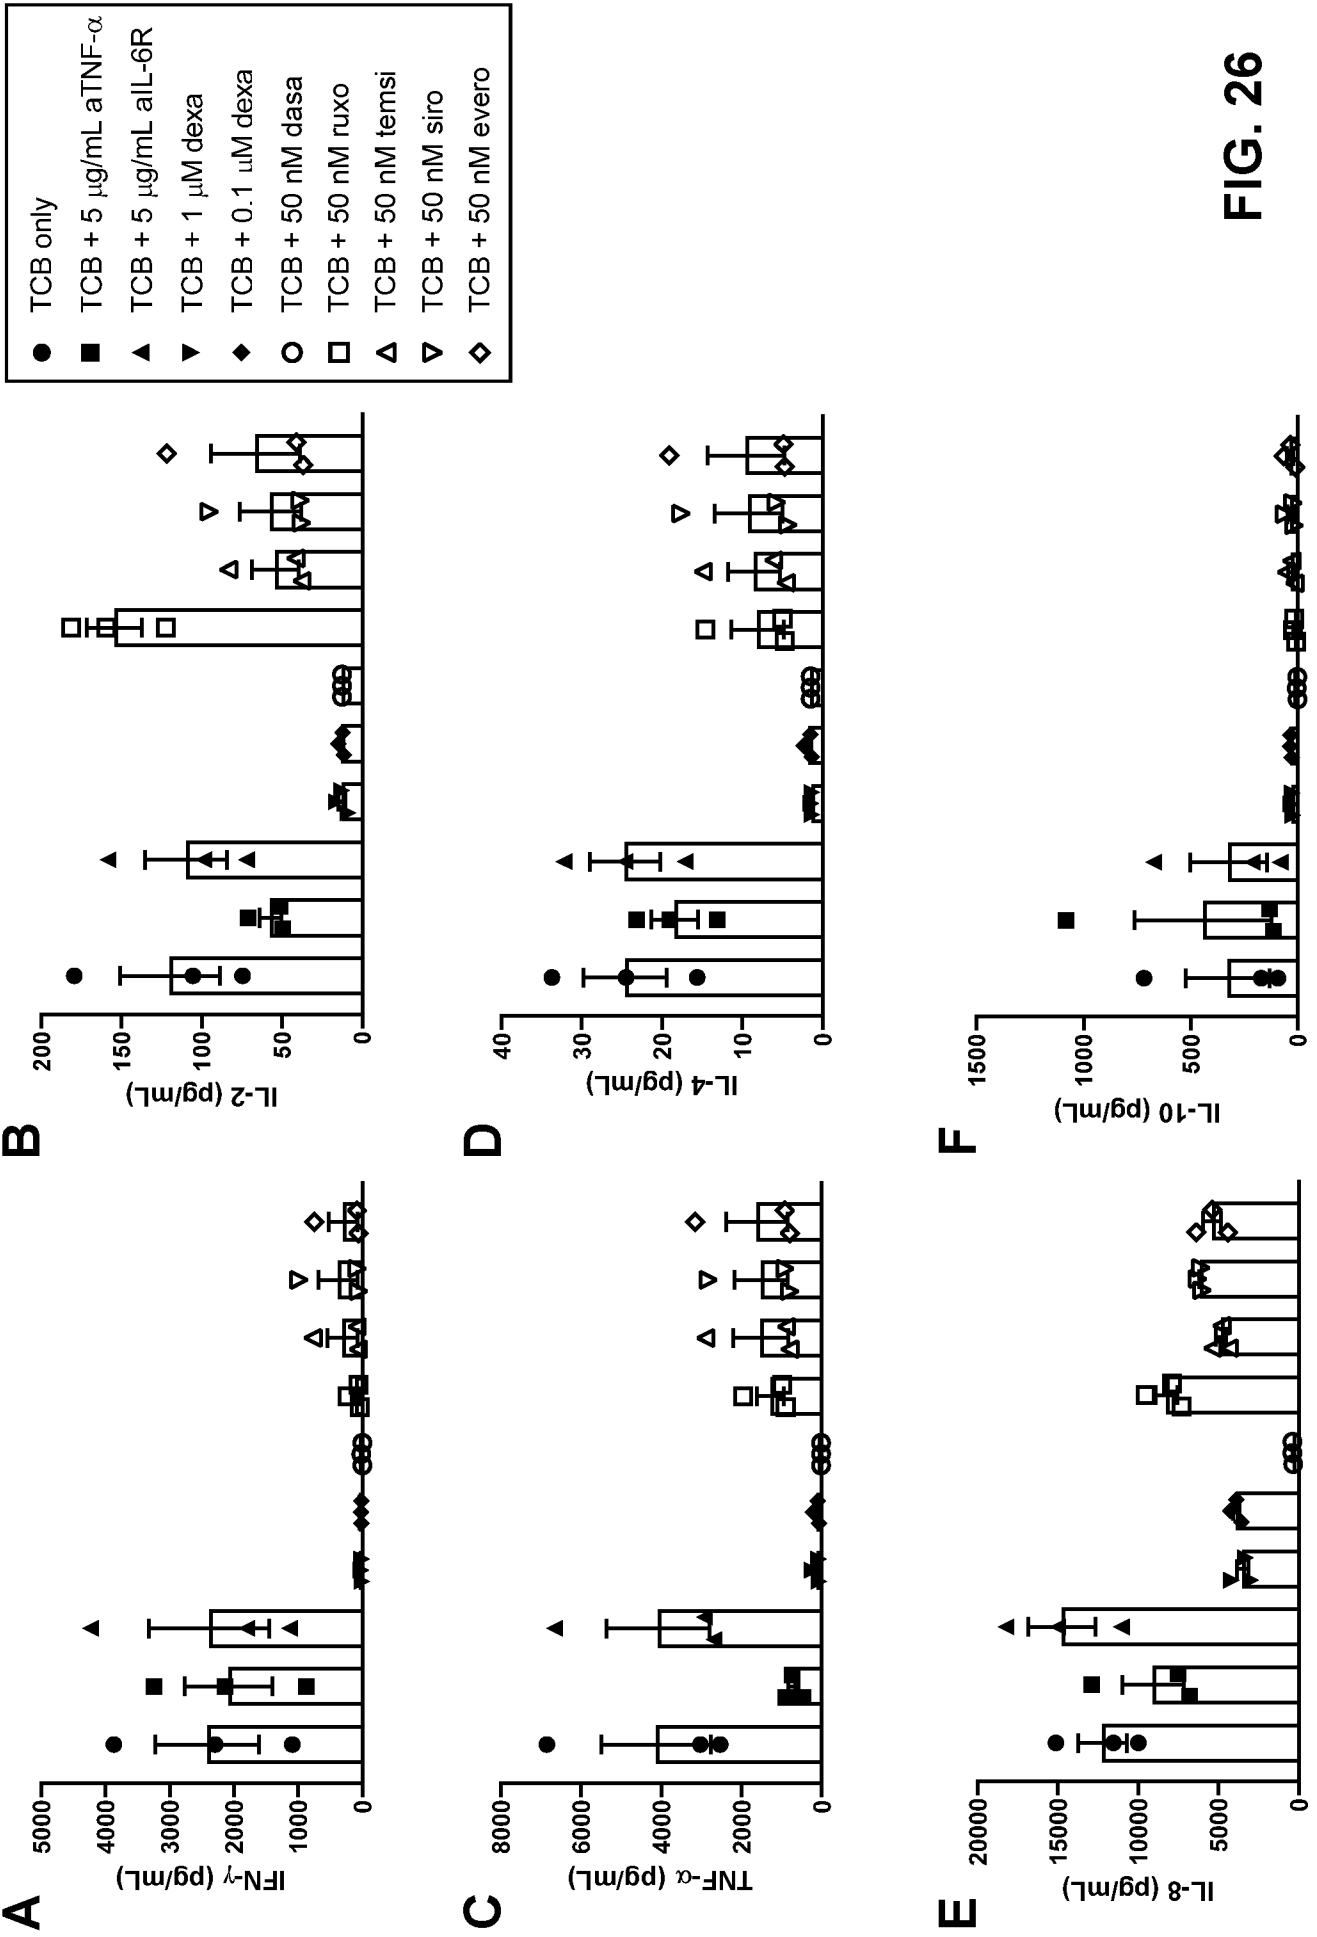 A
IFN-γ (pg/mL)
5000
4000
3000
2000
1000
0
B
IL-2 (pg/mL)
200
150
100
50
0
TCB only
TCB + 5 μg/mL aTNF-α
TCB + 5 μg/mL aIL-6R
TCB + 1 μM dexa
TCB + 0.1 uM dexa
TCB + 50 nM dasa
TCB + 50 nM ruxo
TCB + 50 nM temsi
TCB + 50 nM siro
TCB + 50 nM evero
C
TNF-α (pg/mL)
8000
6000
4000
2000
0
D
IL-4 (pg/mL)
40
30
20
10
0
E
IL-8 (pg/mL)
20000
15000
10000
5000
0
F
IL-10 (pg/mL)
1500
1000
500
0
FIG. 26